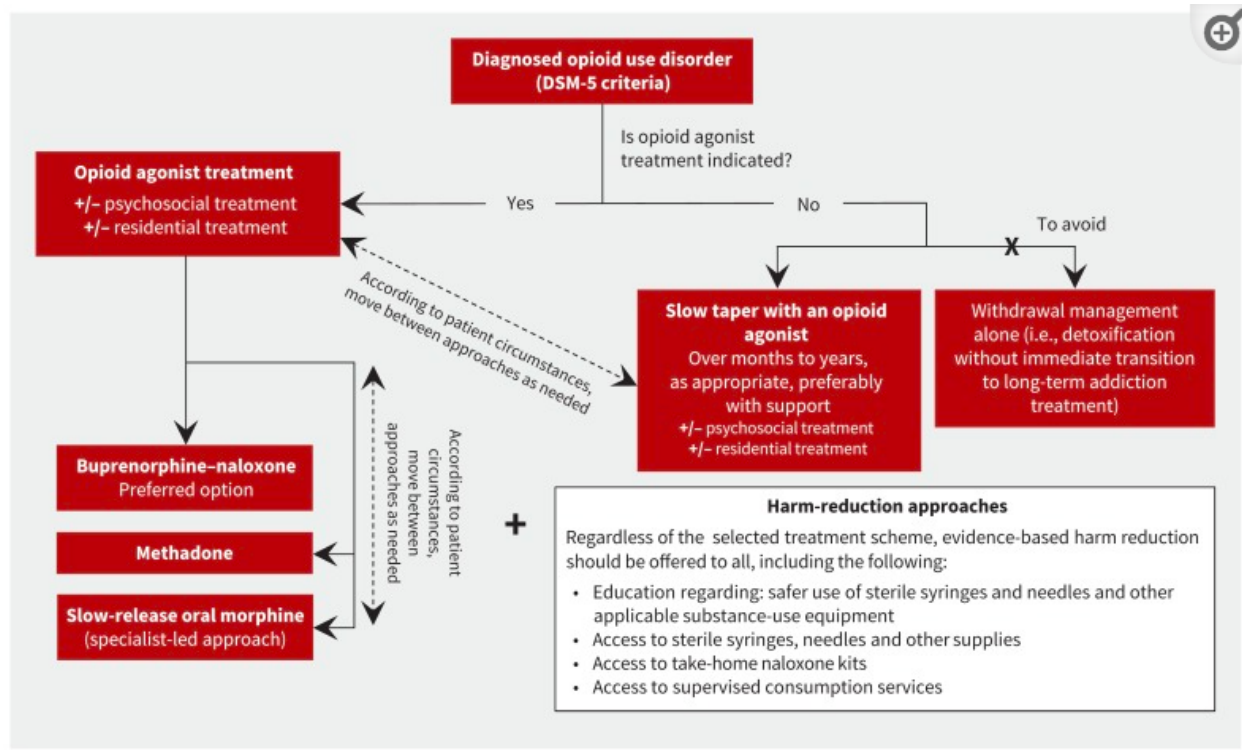 Diagnosed opioid use disorder
(DSM-5 criteria)
Is opioid agonist
treatment indicated?
Yes
No
Opioid agonist treatment
+/– psychosocial treatment
+/– residential treatment
To avoid
X
According to patient circumstances,
move between approaches as needed
Slow taper with an opioid
agonist
Over months to years,
as appropriate, preferably
with support
+/– psychosocial treatment
+/– residential treatment
Withdrawal management
alone (i.e., detoxification
without immediate transition
to long-term addiction
treatment)
Buprenorphine–naloxone
Preferred option
Methadone
Slow-release oral morphine
(specialist-led approach)
According to patient
circumstances,
move between
approaches as needed
+
Harm-reduction approaches
Regardless of the selected treatment scheme, evidence-based harm reduction
should be offered to all, including the following:
• Education regarding: safer use of sterile syringes and needles and other
applicable substance-use equipment
• Access to sterile syringes, needles and other supplies
• Access to take-home naloxone kits
• Access to supervised consumption services